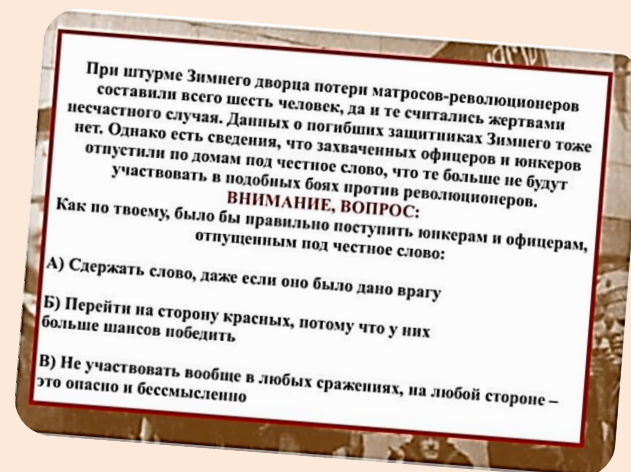 При штурме Зимнего дворца потери матросов-революционеров
составили всего шесть человек, да и те считались жертвами
несчастного случая. Данных о погибших защитниках Зимнего тоже
нет. Однако есть сведения, что захваченных офицеров и юнкеров
отпустили по домам под честное слово, что те больше не будут
участвовать в подобных боях против революционеров.
ВНИМАНИЕ, ВОПРОС:
Как по твоему, было бы правильно поступить юнкерам и офицерам,
отпущенным под честное слово:
А) Сдержать слово, даже если оно было дано врагу
Б) Перейти на сторону красных, потому что у них
больше шансов победить
В) Не участвовать вообще в любых сражениях, на любой стороне –
это опасно и бессмысленно